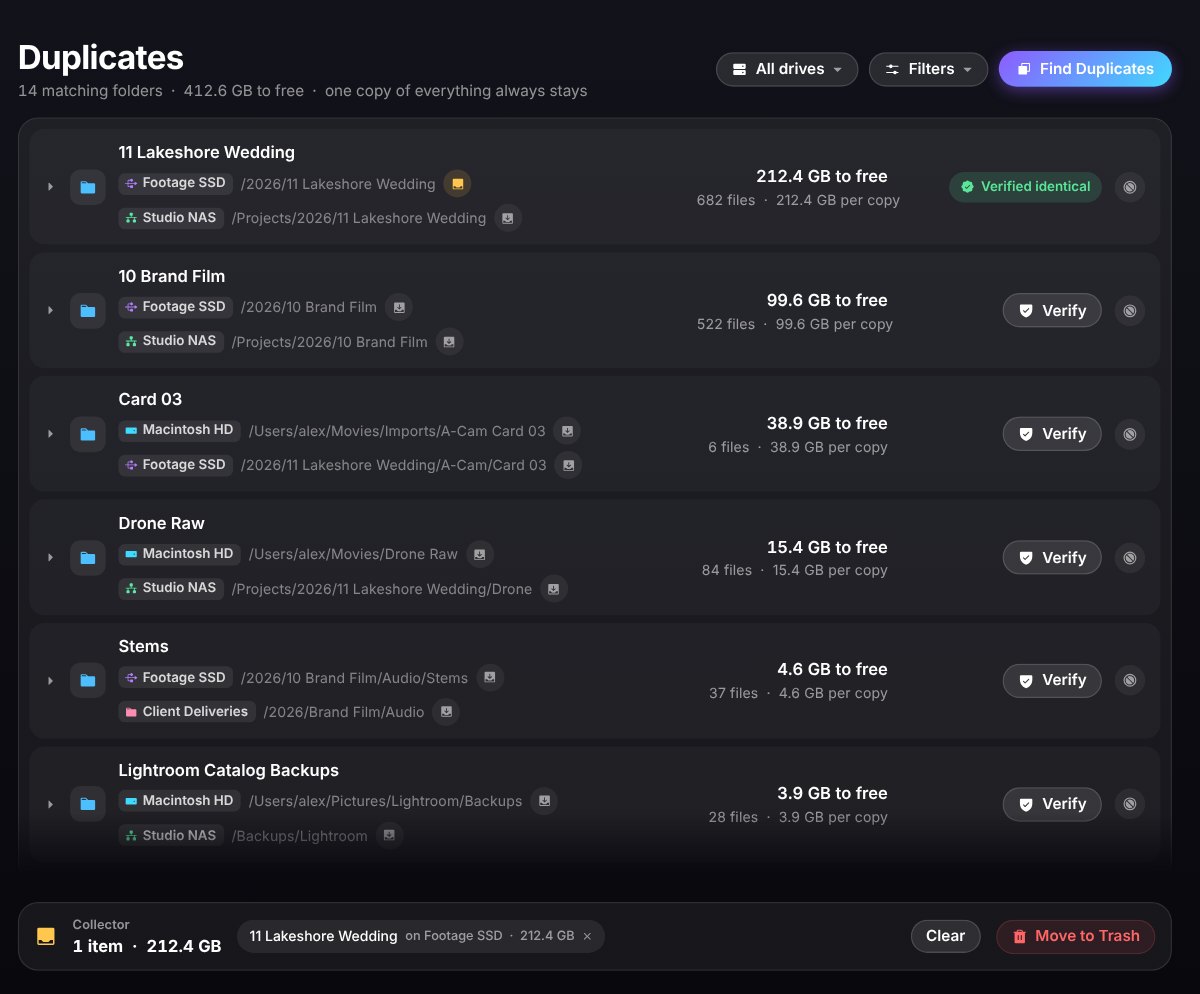 Duplicates
14 matching folders · 412.6 GB to free · one copy of everything always stays
All drives
Filters
Find Duplicates
11 Lakeshore Wedding
Footage SSD /2026/11 Lakeshore Wedding
Studio NAS /Projects/2026/11 Lakeshore Wedding
212.4 GB to free
682 files · 212.4 GB per copy
Verified identical
10 Brand Film
Footage SSD /2026/10 Brand Film
Studio NAS /Projects/2026/10 Brand Film
99.6 GB to free
522 files · 99.6 GB per copy
Verify
Card 03
Macintosh HD /Users/alex/Movies/Imports/A-Cam Card 03
Footage SSD /2026/11 Lakeshore Wedding/A-Cam/Card 03
38.9 GB to free
6 files · 38.9 GB per copy
Verify
Drone Raw
Macintosh HD /Users/alex/Movies/Drone Raw
Studio NAS /Projects/2026/11 Lakeshore Wedding/Drone
15.4 GB to free
84 files · 15.4 GB per copy
Verify
Stems
Footage SSD /2026/10 Brand Film/Audio/Stems
Client Deliveries /2026/Brand Film/Audio
4.6 GB to free
37 files · 4.6 GB per copy
Verify
Lightroom Catalog Backups
Macintosh HD /Users/alex/Pictures/Lightroom/Backups
Studio NAS /Backups/Lightroom
3.9 GB to free
28 files · 3.9 GB per copy
Verify
Collector
1 item · 212.4 GB
11 Lakeshore Wedding on Footage SSD · 212.4 GB ×
Clear
Move to Trash